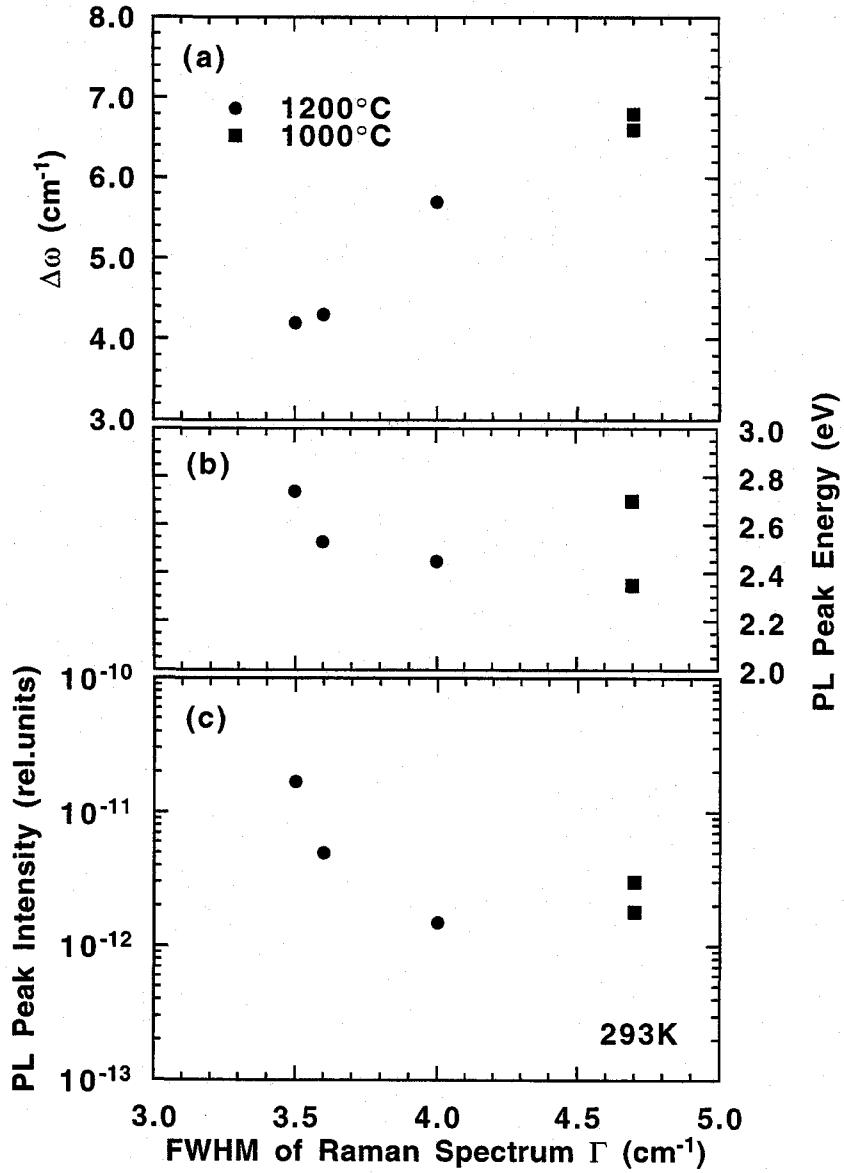 8.0
(a)
7.0
● 1200°C
■ 1000°C
6.0
Δω (cm⁻¹)
5.0
4.0
3.0
(b)
3.0
2.8
2.6
2.4
2.2
2.0
PL Peak Energy (eV)
10⁻¹⁰
(c)
10⁻¹¹
10⁻¹²
10⁻¹³
PL Peak Intensity (rel.units)
293K
3.0 3.5 4.0 4.5 5.0
FWHM of Raman Spectrum Γ (cm⁻¹)